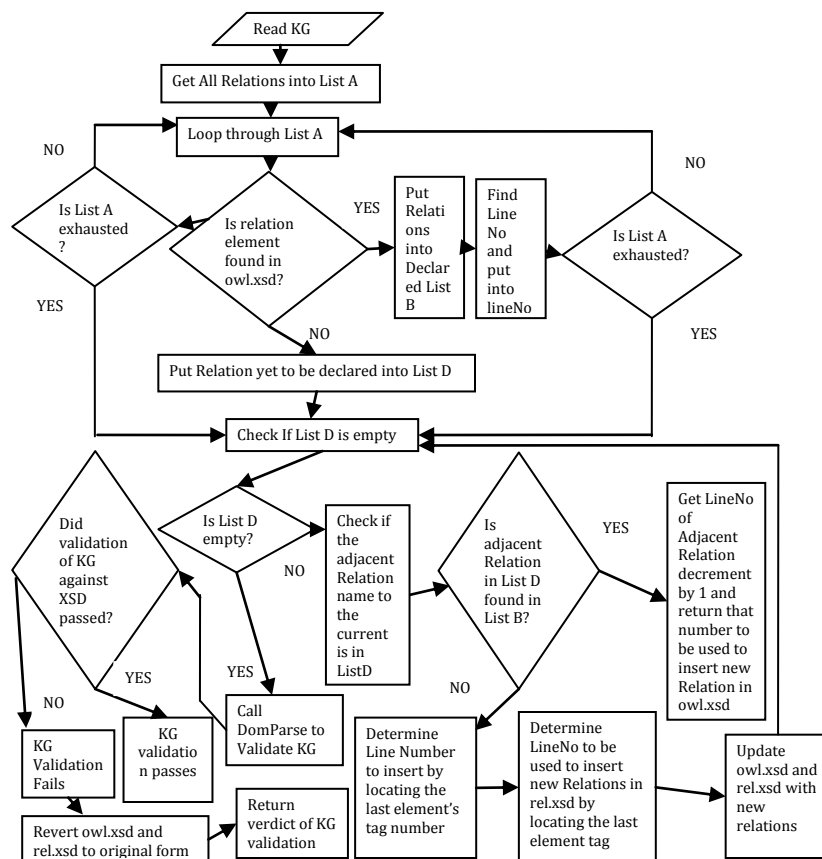 Read KG
Get All Relations into List A
Loop through List A
NO
NO
Is List A
exhausted
?
Is relation
element
found in
owl.xsd?
YES
Put
Relati
ons
into
Declar
ed List
B
Find
Line
No
and
put
into
lineNo
Is List A
exhausted?
YES
YES
NO
Put Relation yet to be declared into List D
Check If List D is empty
Did
validation
of KG
against
XSD
passed?
Is List D
empty?
NO
Check if
the
adjacent
Relation
name to
the
current
is in
ListD
Is
adjacent
Relation
in List D
found in
List B?
YES
Get LineNo
of
Adjacent
Relation
decrement
by 1 and
return that
number to
be used to
insert new
Relation in
owl.xsd
NO
YES
YES
NO
KG
Validation
Fails
KG
validatio
n passes
Call
DomParse to
Validate KG
Determine
Line Number
to insert by
locating the
last element's
tag number
Determine
LineNo to be
used to insert
new Relations in
rel.xsd by
locating the last
element tag
Update
owl.xsd and
rel.xsd with
new
relations
Revert owl.xsd and
rel.xsd to original form
Return
verdict of KG
validation